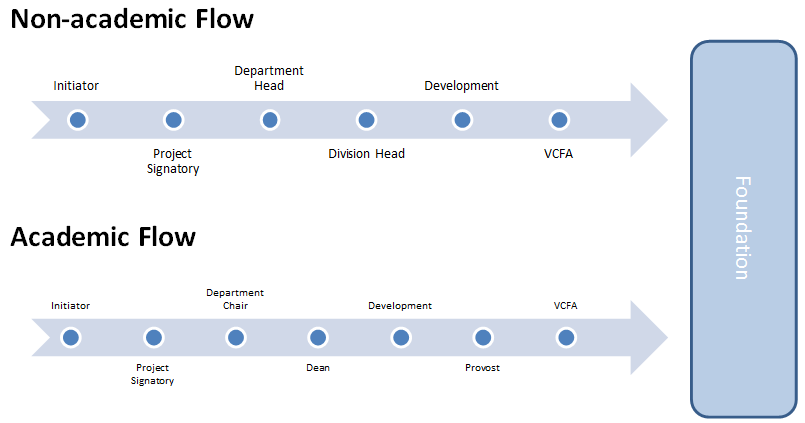 Non-academic Flow
Initiator
Project
Signatory
Department
Head
Division Head
Development
VCFA
Academic Flow
Initiator
Project
Signatory
Department
Chair
Dean
Development
Provost
VCFA
Foundation